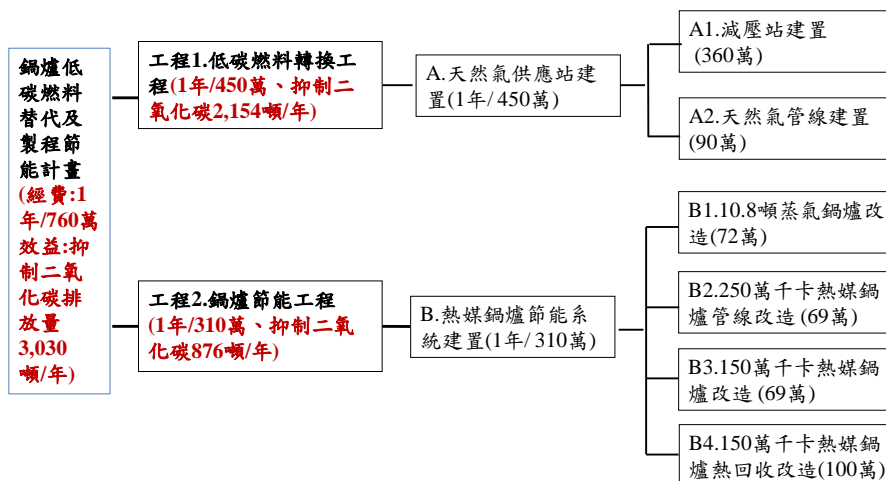 鍋爐低
碳燃料
替代及
製程節
能計畫
(經費:1
年/760萬
效益:抑
制二氧
化碳排
放量
3,030
噸/年)
工程1.低碳燃料轉換工
程(1年/450萬、抑制二
氧化碳2,154噸/年)
A.天然氣供應站建
置(1年/450萬)
A1.減壓站建置
(360萬)
A2.天然氣管線建置
(90萬)
工程2.鍋爐節能工程
(1年/310萬、抑制二氧
化碳876噸/年)
B.熱媒鍋爐節能系
統建置(1年/310萬)
B1.10.8噸蒸氣鍋爐改
造(72萬)
B2.250萬千卡熱媒鍋
爐管線改造(69萬)
B3.150萬千卡熱媒鍋
爐改造(69萬)
B4.150萬千卡熱媒鍋
爐熱回收改造(100萬)